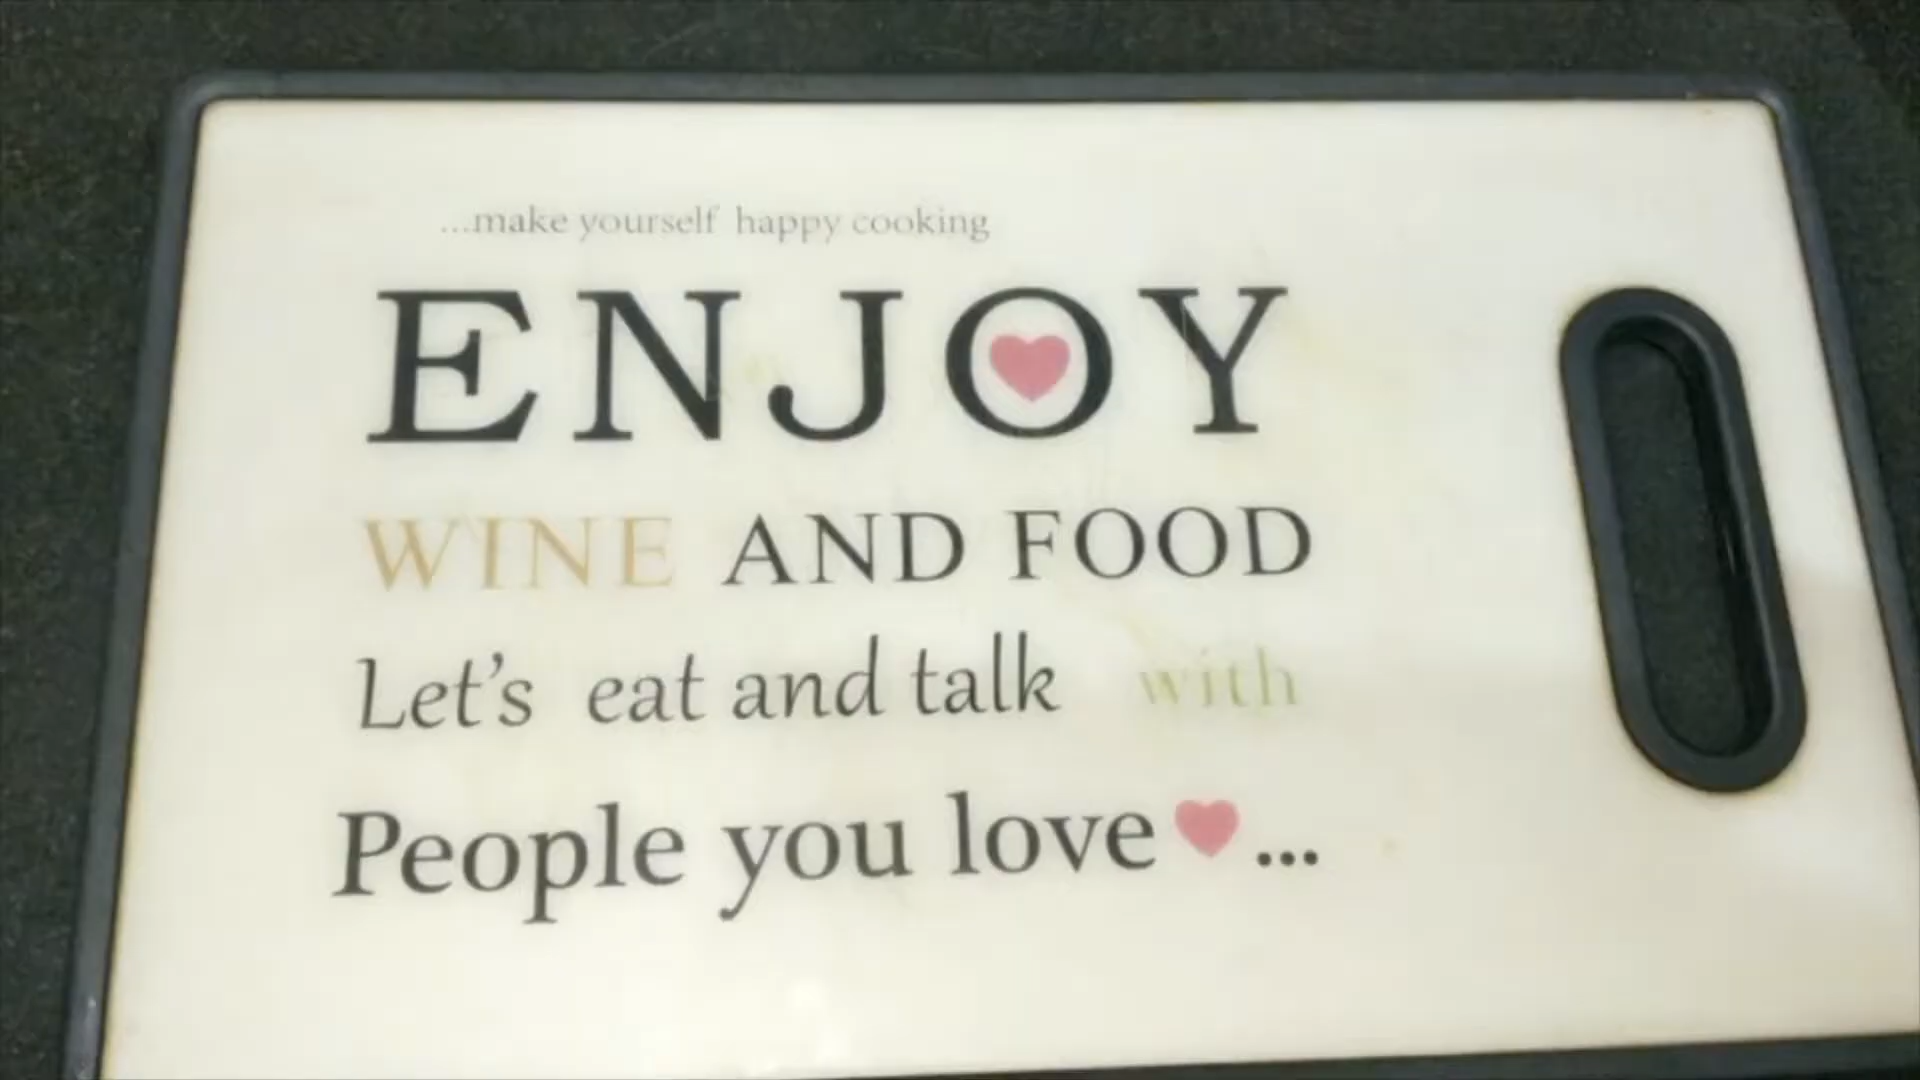 ...make yourself happy cooking
ENJOY
WINE AND FOOD
Let's eat and talk with
People you love...